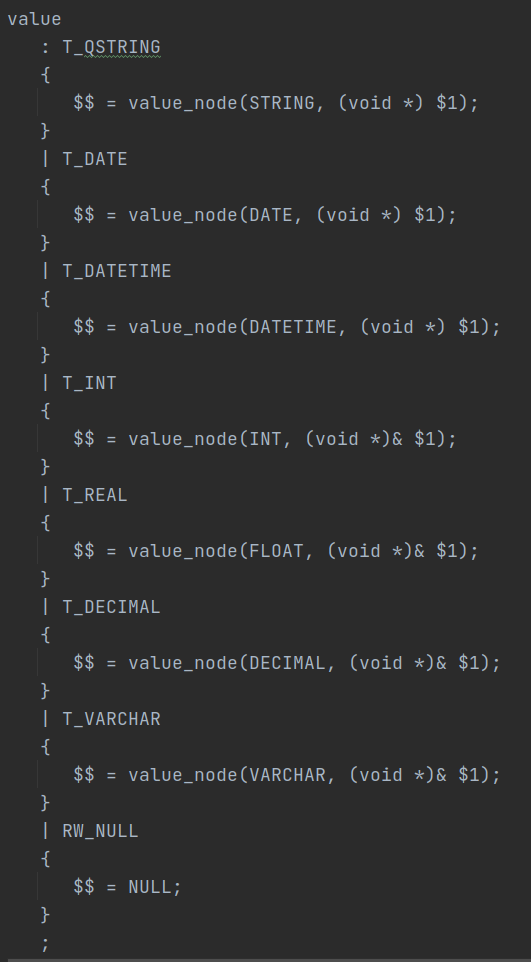 value
    : T_QSTRING
    {
       $$ = value_node(STRING, (void *) $1);
    }
    | T_DATE
    {
       $$ = value_node(DATE, (void *) $1);
    }
    | T_DATETIME
    {
       $$ = value_node(DATETIME, (void *) $1);
    }
    | T_INT
    {
       $$ = value_node(INT, (void *)& $1);
    }
    | T_REAL
    {
       $$ = value_node(FLOAT, (void *)& $1);
    }
    | T_DECIMAL
    {
       $$ = value_node(DECIMAL, (void *)& $1);
    }
    | T_VARCHAR
    {
       $$ = value_node(VARCHAR, (void *)& $1);
    }
    | RW_NULL
    {
       $$ = NULL;
    }
    ;